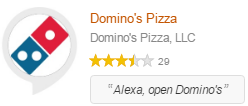 Domino's Pizza
Domino's Pizza, LLC
29
"Alexa, open Domino's"